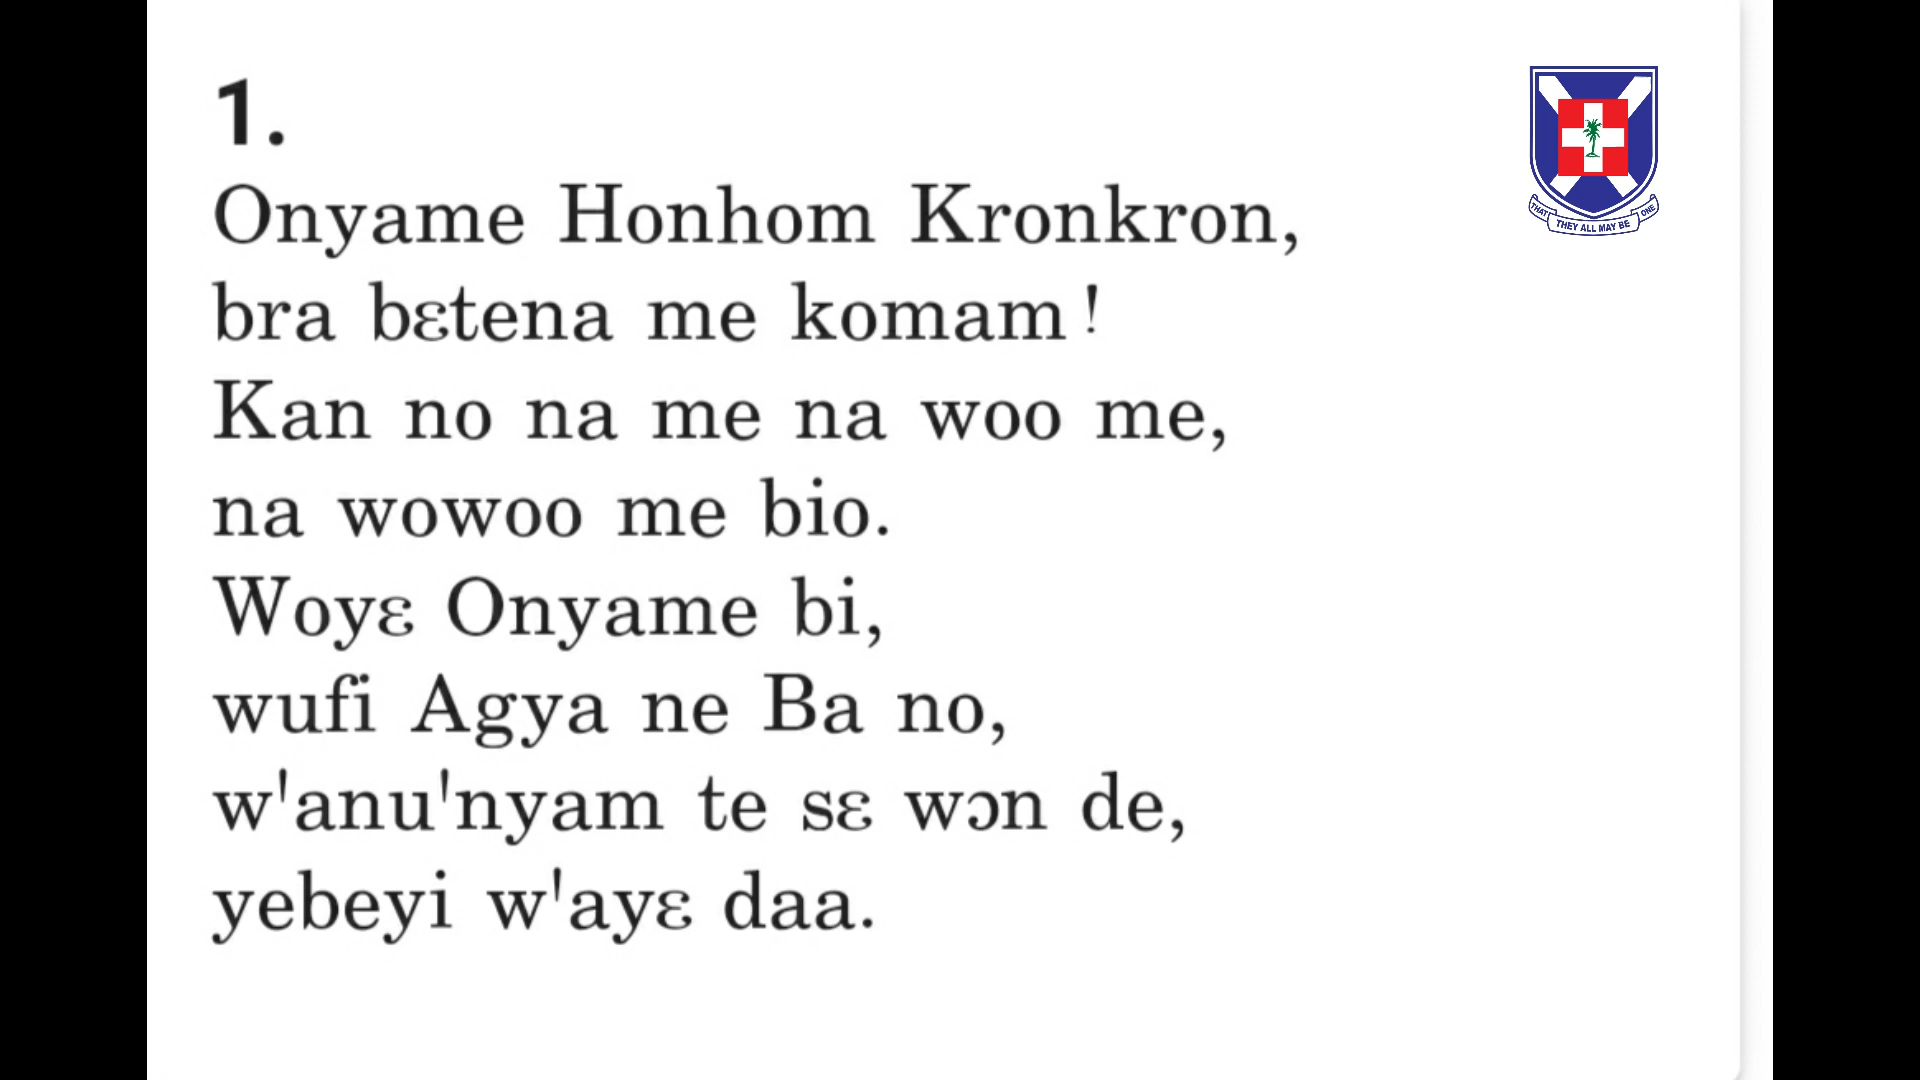 1.
Onyame Honhom Kronkron,
bra bɛtena me komam !
Kan no na me na woo me,
na wowoo me bio.
Woyɛ Onyame bi,
wufi Agya ne Ba no,
w'anu'nyam te sɛ wɔn de,
yebeyi w'ayɛ daa.
THAT THEY ALL MAY BE ONE